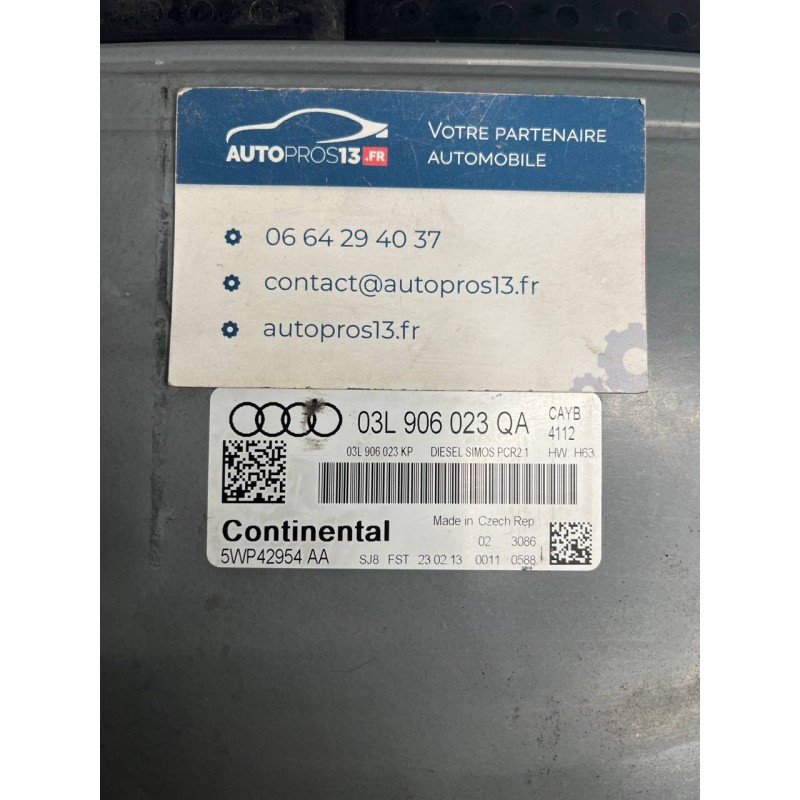 AUTOPROS13.FR
VOTRE PARTENAIRE
AUTOMOBILE
06 64 29 40 37
contact@autopros13.fr
autopros13.fr
03L 906 023 QA
CAYB
4112
03L 906 023 KP DIESEL SIMOS PCR2.1 HW: H63
Continental
Made in Czech Rep
02 3086
5WP42954 AA
SJ8 FST 23 02 13 0011 0588